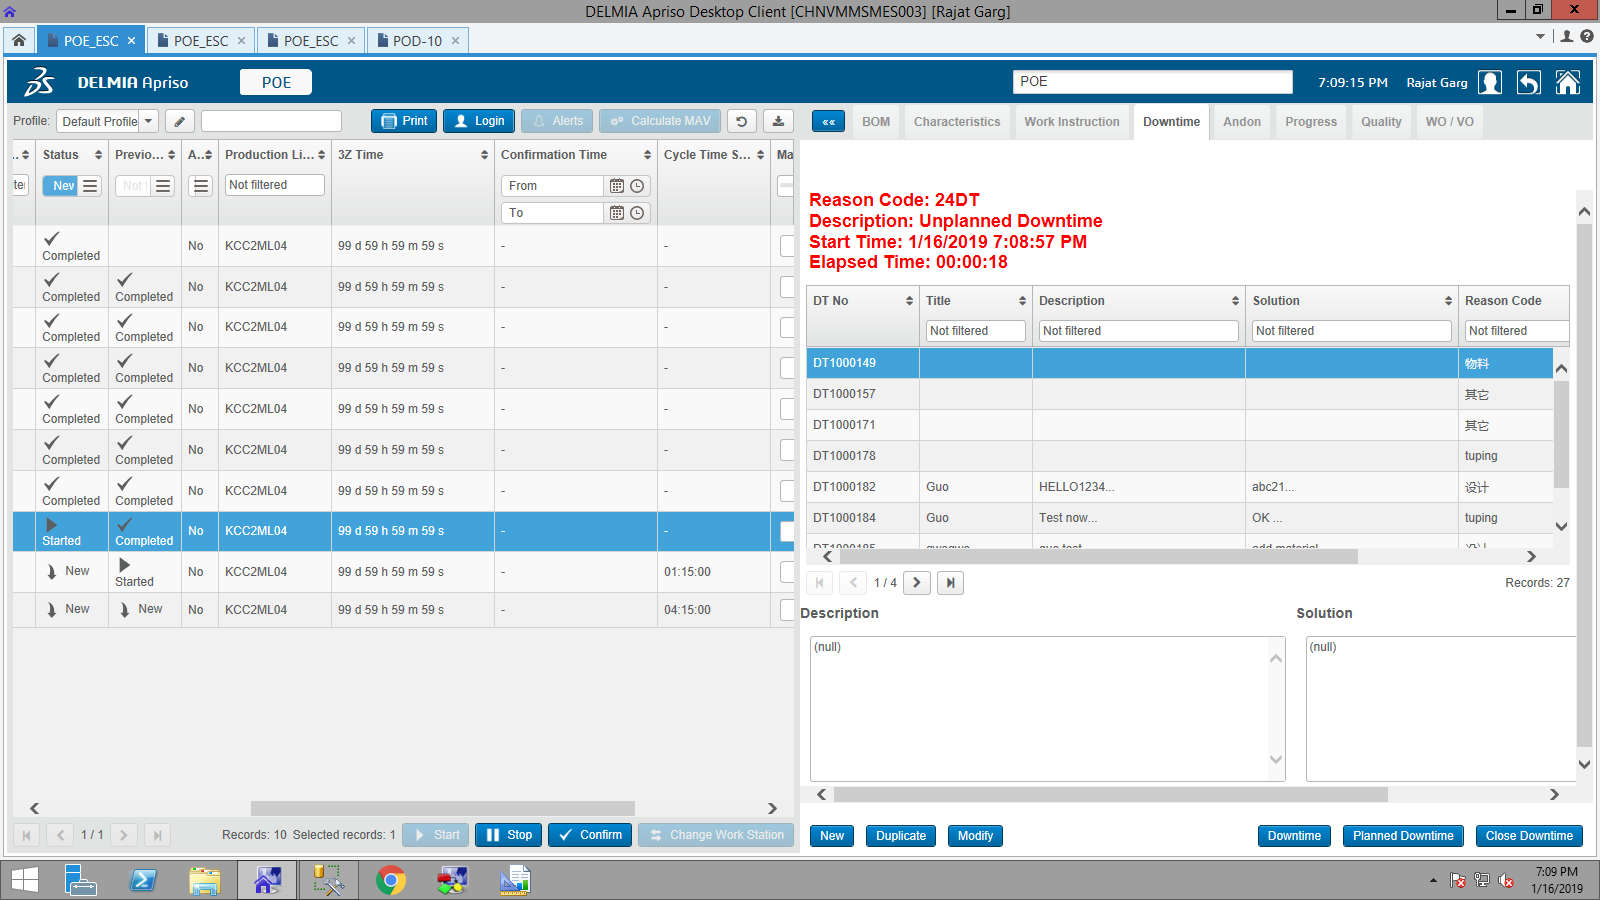 DELMIA Apriso Desktop Client [CHNVMMSMES003] [Rajat Garg]
POE_ESC
POE_ESC
POE_ESC
POD-10
DELMIA Apriso
POE
POE
7:09:15 PM
Rajat Garg
Profile:
Default Profile
Print
Login
Alerts
Calculate MAV
BOM
Characteristics
Work Instruction
Downtime
Andon
Progress
Quality
WO / VO
..
Status
Previo...
A..
Production Li...
3Z Time
Confirmation Time
Cycle Time S...
Ma
New
Not filtered
From
To
Completed No KCC2ML04 99 d 59 h 59 m 59 s - -
Completed Completed No KCC2ML04 99 d 59 h 59 m 59 s - -
Completed Completed No KCC2ML04 99 d 59 h 59 m 59 s - -
Completed Completed No KCC2ML04 99 d 59 h 59 m 59 s - -
Completed Completed No KCC2ML04 99 d 59 h 59 m 59 s - -
Completed Completed No KCC2ML04 99 d 59 h 59 m 59 s - -
Completed Completed No KCC2ML04 99 d 59 h 59 m 59 s - -
Started Completed No KCC2ML04 99 d 59 h 59 m 59 s - -
New Started No KCC2ML04 99 d 59 h 59 m 59 s - 01:15:00
New New No KCC2ML04 99 d 59 h 59 m 59 s - 04:15:00
1 / 1
Records: 10 Selected records: 1
Start
Stop
Confirm
Change Work Station
Reason Code: 24DT
Description: Unplanned Downtime
Start Time: 1/16/2019 7:08:57 PM
Elapsed Time: 00:00:18
DT No Title Description Solution Reason Code
Not filtered Not filtered Not filtered Not filtered
DT1000149 物料
DT1000157 其它
DT1000171 其它
DT1000178 tuping
DT1000182 Guo HELLO1234... abc21... 设计
DT1000184 Guo Test now... OK ... tuping
1 / 4
Records: 27
Description
Solution
(null)
(null)
New
Duplicate
Modify
Downtime
Planned Downtime
Close Downtime
7:09 PM
1/16/2019